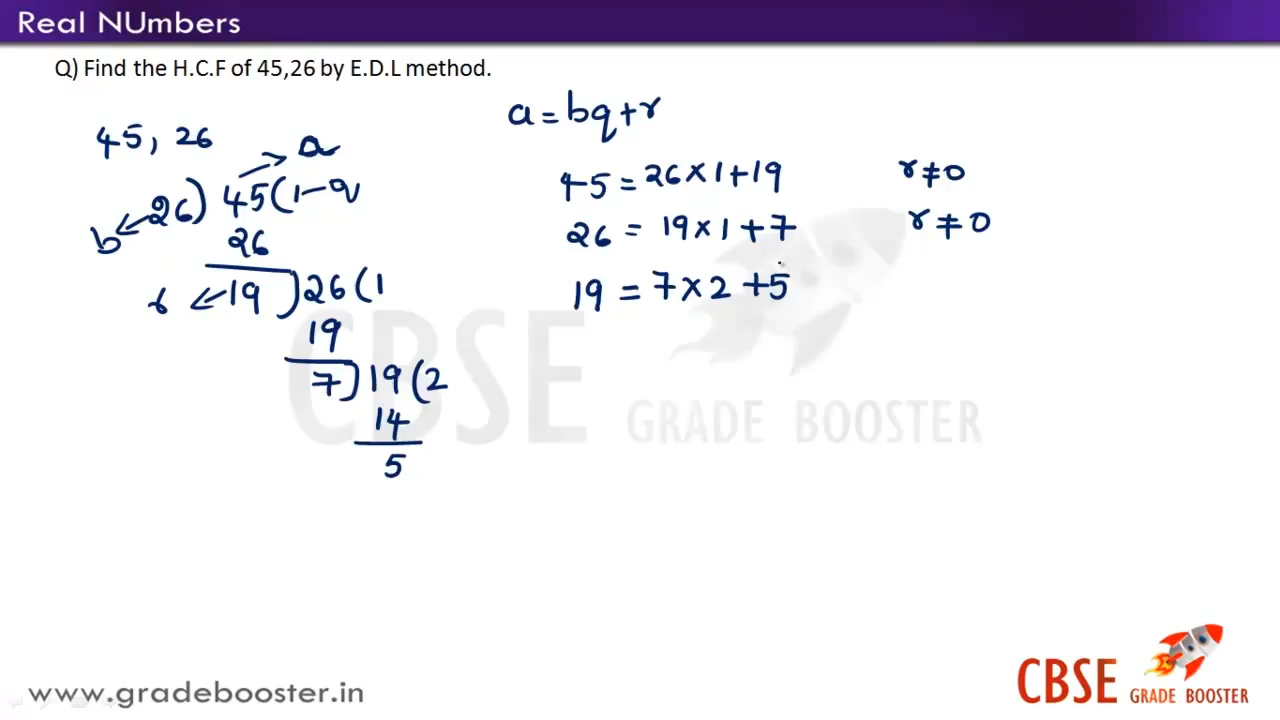 Real NUmbers
Q) Find the H.C.F of 45,26 by E.D.L method.
45, 26
a
26) 45(1-q
b
26
r 19 )26(1
19
7)19(2
14
5
a = bq+r
45 = 26×1+19 r≠0
26 = 19×1+7 r≠0
19 = 7×2+5
CBSE GRADE BOOSTER
www.gradebooster.in
CBSE GRADE BOOSTER